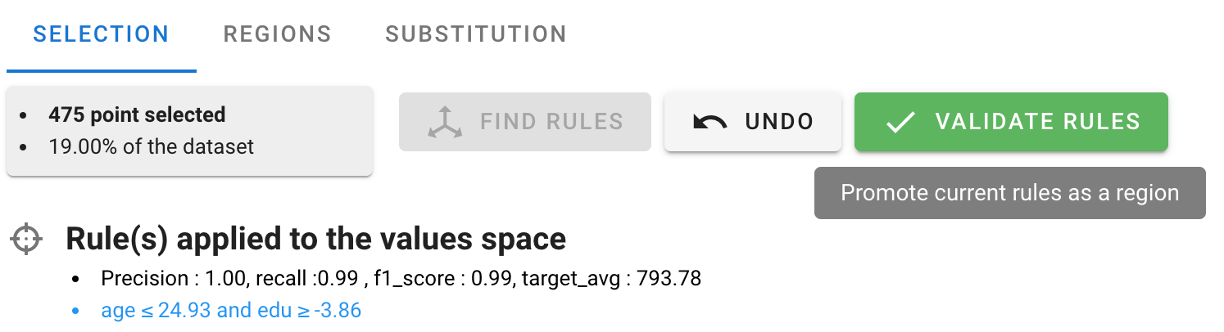 SELECTION REGIONS SUBSTITUTION
• 475 point selected
• 19.00% of the dataset
FIND RULES UNDO VALIDATE RULES
Promote current rules as a region
Rule(s) applied to the values space
• Precision : 1.00, recall :0.99 , f1_score : 0.99, target_avg : 793.78
• age ≤ 24.93 and edu ≥ -3.86